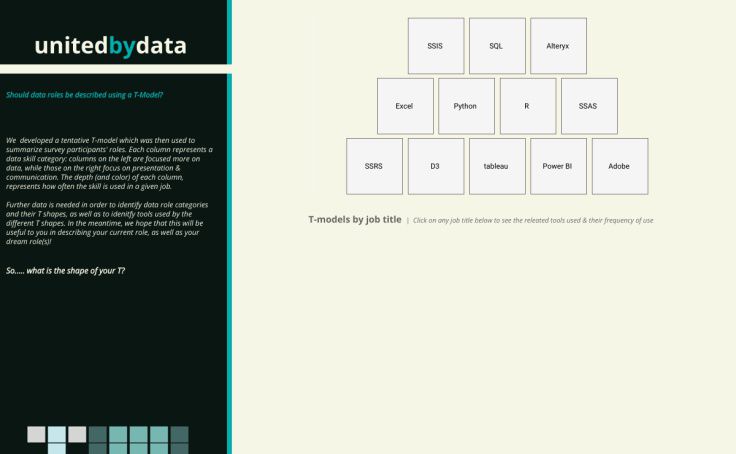 unitedbydata
Should data roles be described using a T-Model?
We developed a tentative T-model which was then used to
summarize survey participants' roles. Each column represents a
data skill category: columns on the left are focused more on
data, while those on the right focus on presentation &
communication. The depth (and color) of each column,
represents how often the skill is used in a given job.
Further data is needed in order to identify data role categories
and their T shapes, as well as to idenitfy tools used by the
different T shapes. In the meantime, we hope that this will be
useful to you in describing your current role, as well as your
dream role(s)!
So..... what is the shape of your T?
SSIS SQL Alteryx
Excel Python R SSAS
SSRS D3 tableau Power BI Adobe
T-models by job title | Click on any job title below to see the releated tools used & their frequency of use